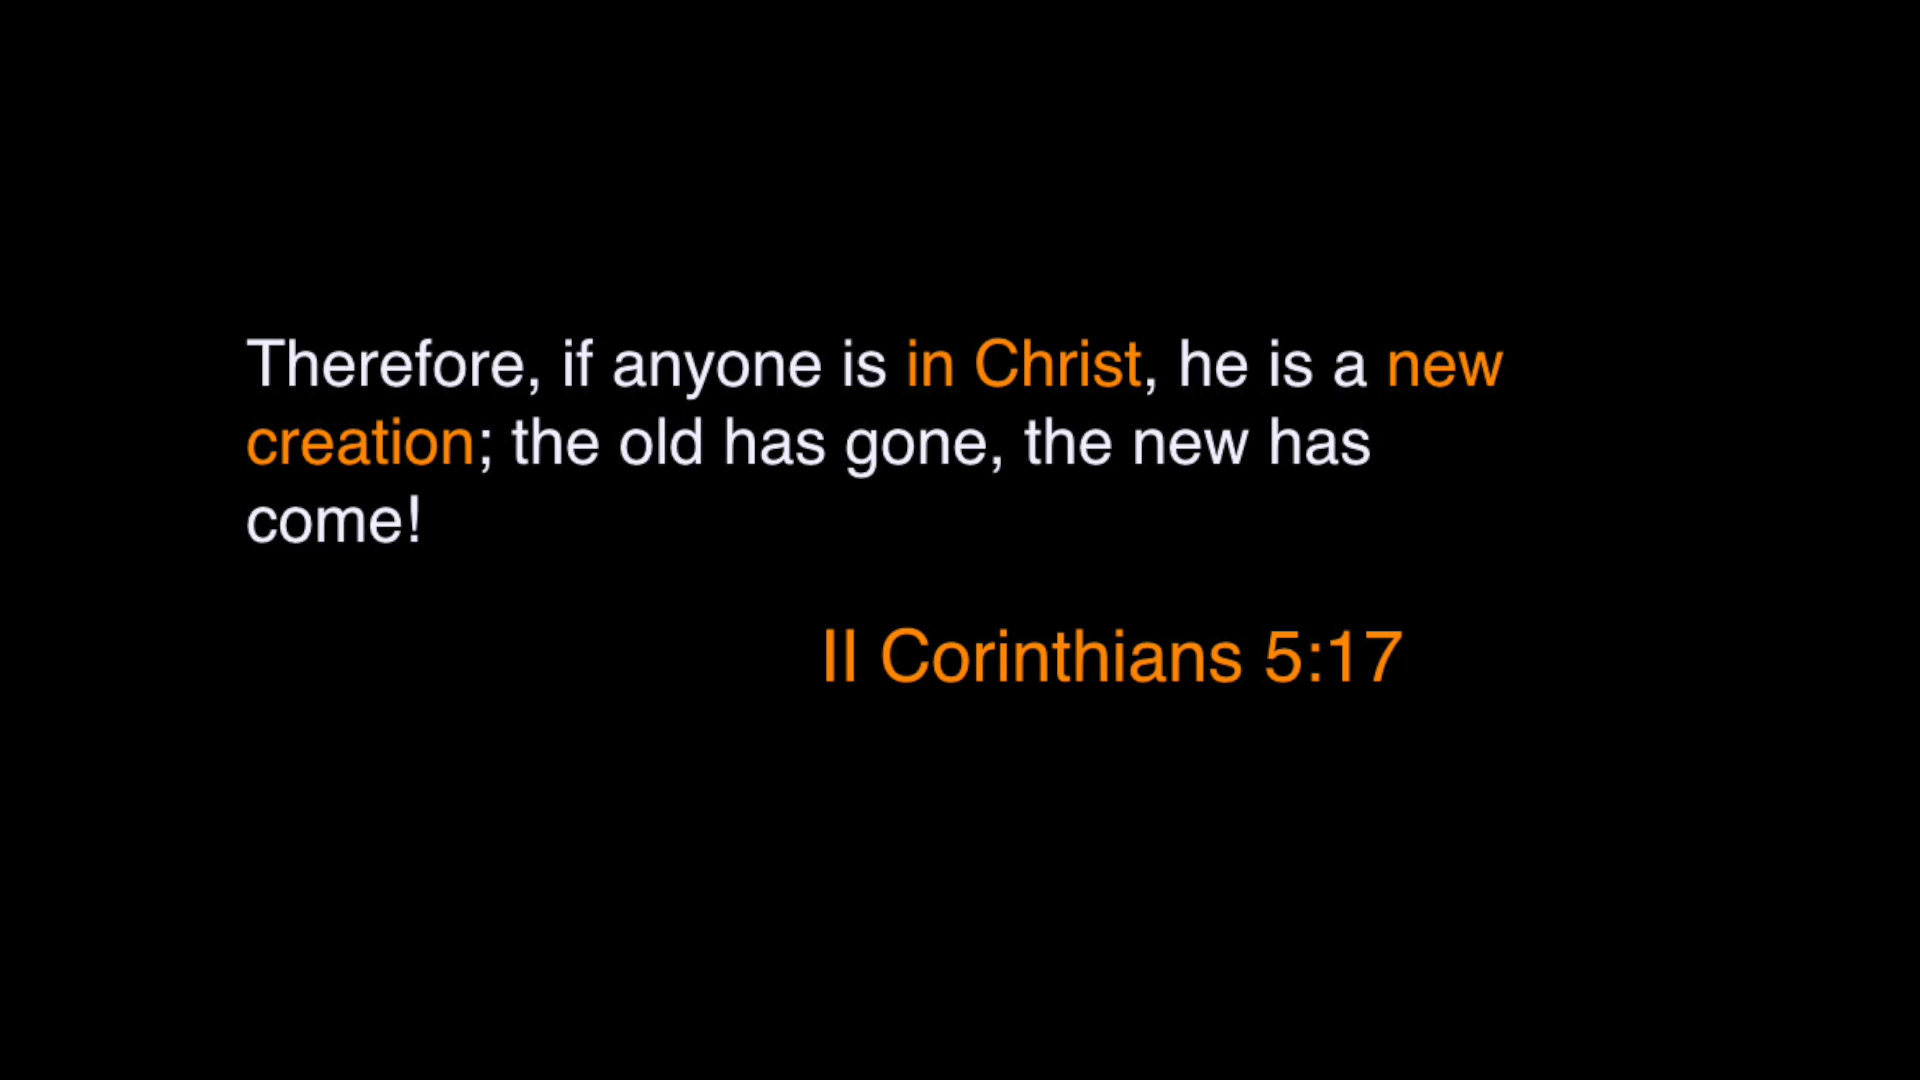 Therefore, if anyone is in Christ, he is a new
creation; the old has gone, the new has
come!
II Corinthians 5:17